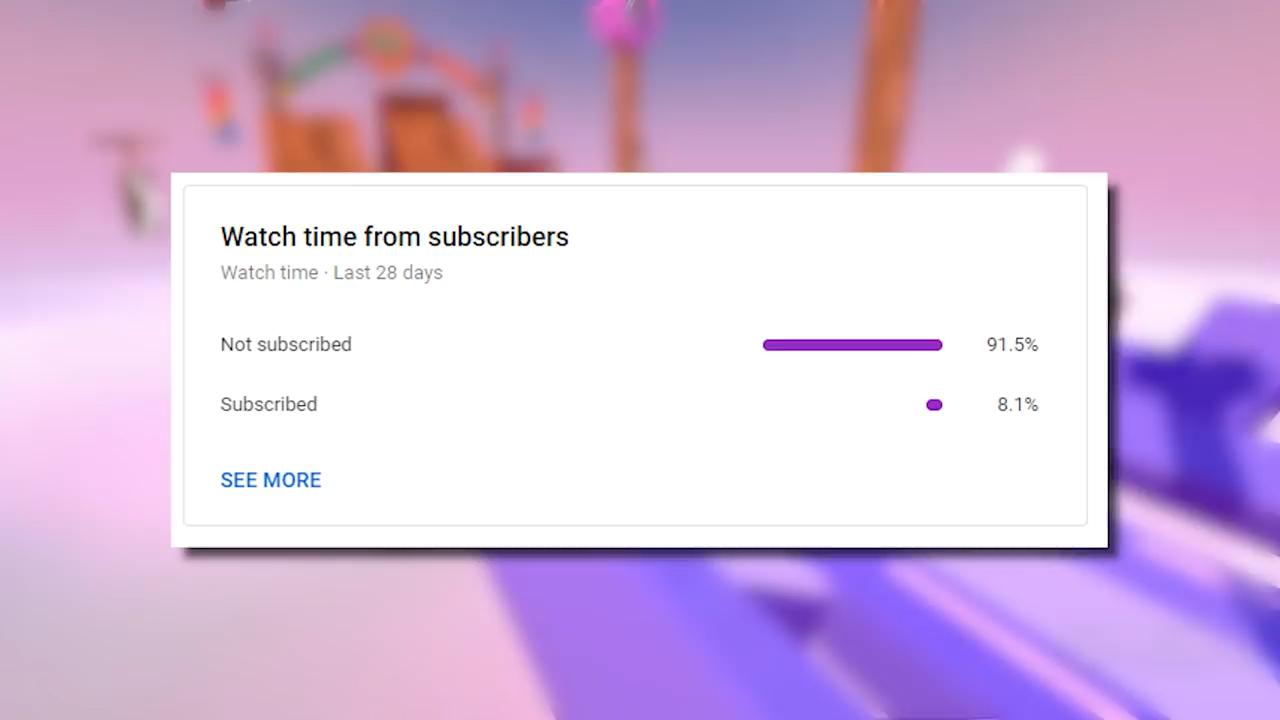 Watch time from subscribers
Watch time · Last 28 days
Not subscribed 91.5%
Subscribed 8.1%
SEE MORE